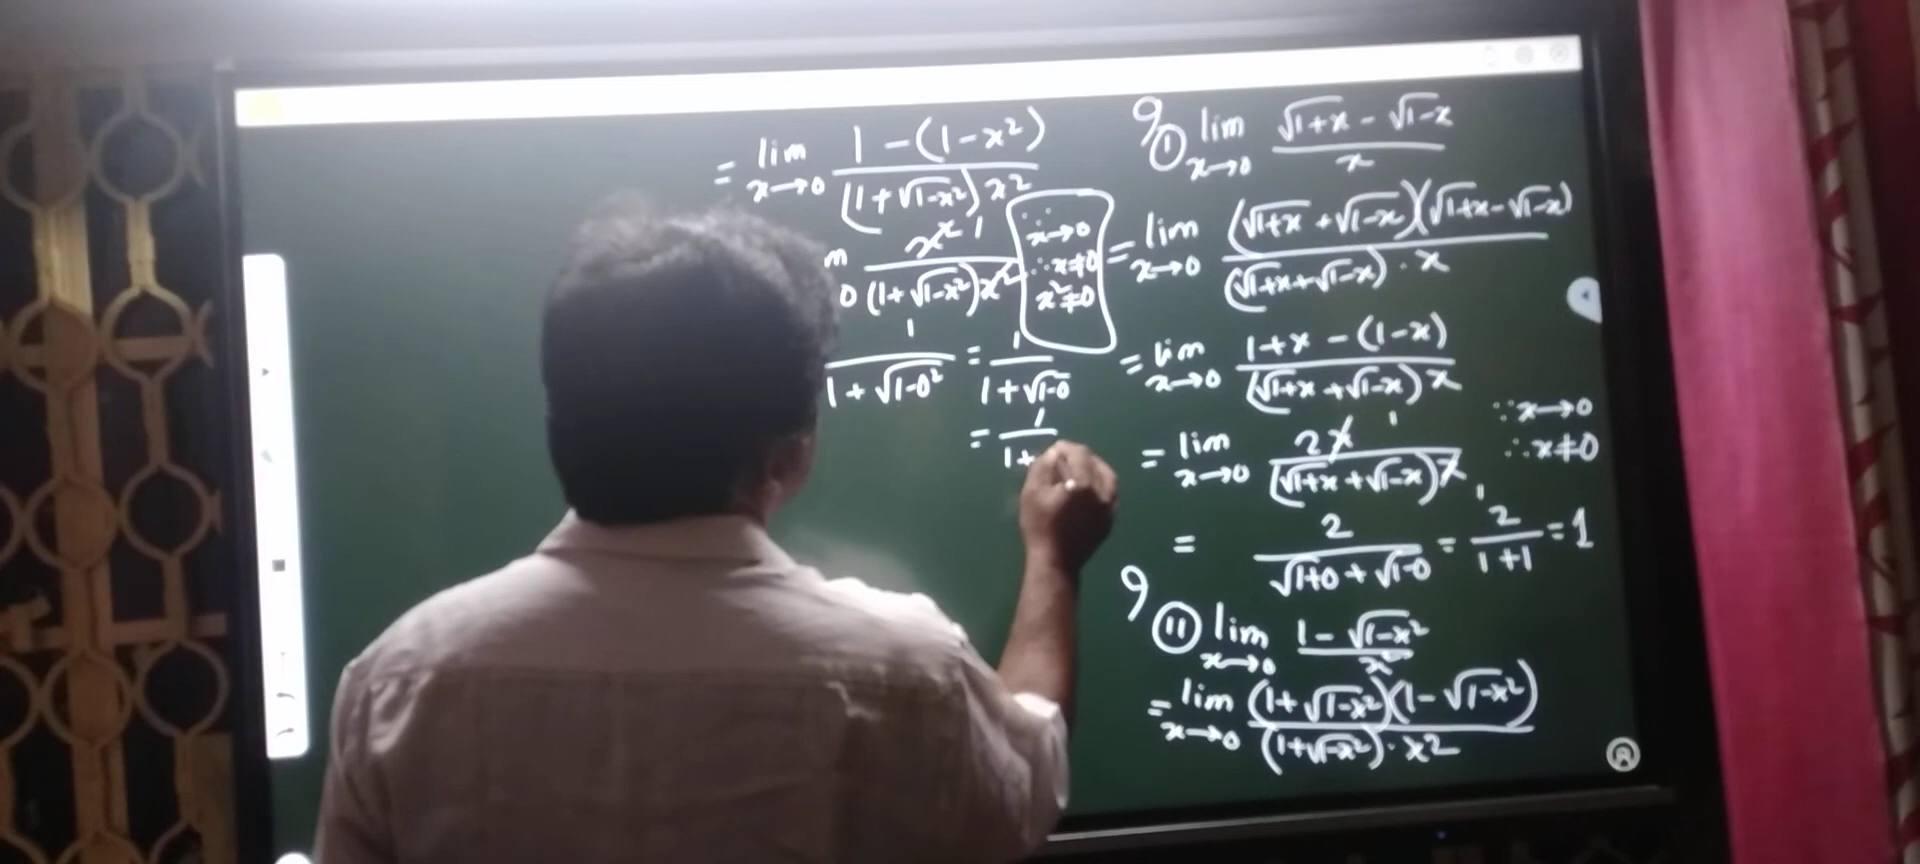 9 ① lim x→0 (√1+x − √1−x)/x
= lim x→0 (√1+x + √1−x)(√1+x − √1−x)/(√1+x + √1−x) · x
= lim x→0 1+x − (1−x)/(√1+x + √1−x) x
= lim x→0 2x/(√1+x + √1−x) x 1 1 ∵ x→0 ∴ x≠0
= 2/(√1+0 + √1−0) = 2/(1+1) = 1
9 ⑪ lim x→0 (1 − √1−x²)/x²
= lim x→0 (1 + √1−x²)(1 − √1−x²)/(1 + √1−x²) · x²
= lim x→0 1 − (1−x²)/(1 + √1−x²) x²
m 0 x² 1/(1 + √1−x²) x² ∵ x→0 ∴ x≠0 x²≠0
1/(1 + √1−0²) = 1/(1 + √1−0)
= 1/1+